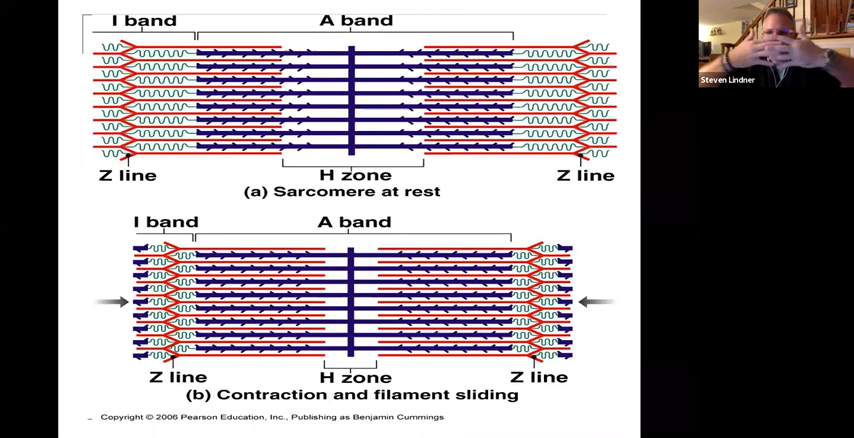 I band
A band
Steven Lindner
Z line
H zone
Z line
(a) Sarcomere at rest
I band
A band
Z line
H zone
Z line
(b) Contraction and filament sliding
Copyright © 2006 Pearson Education, Inc., Publishing as Benjamin Cummings